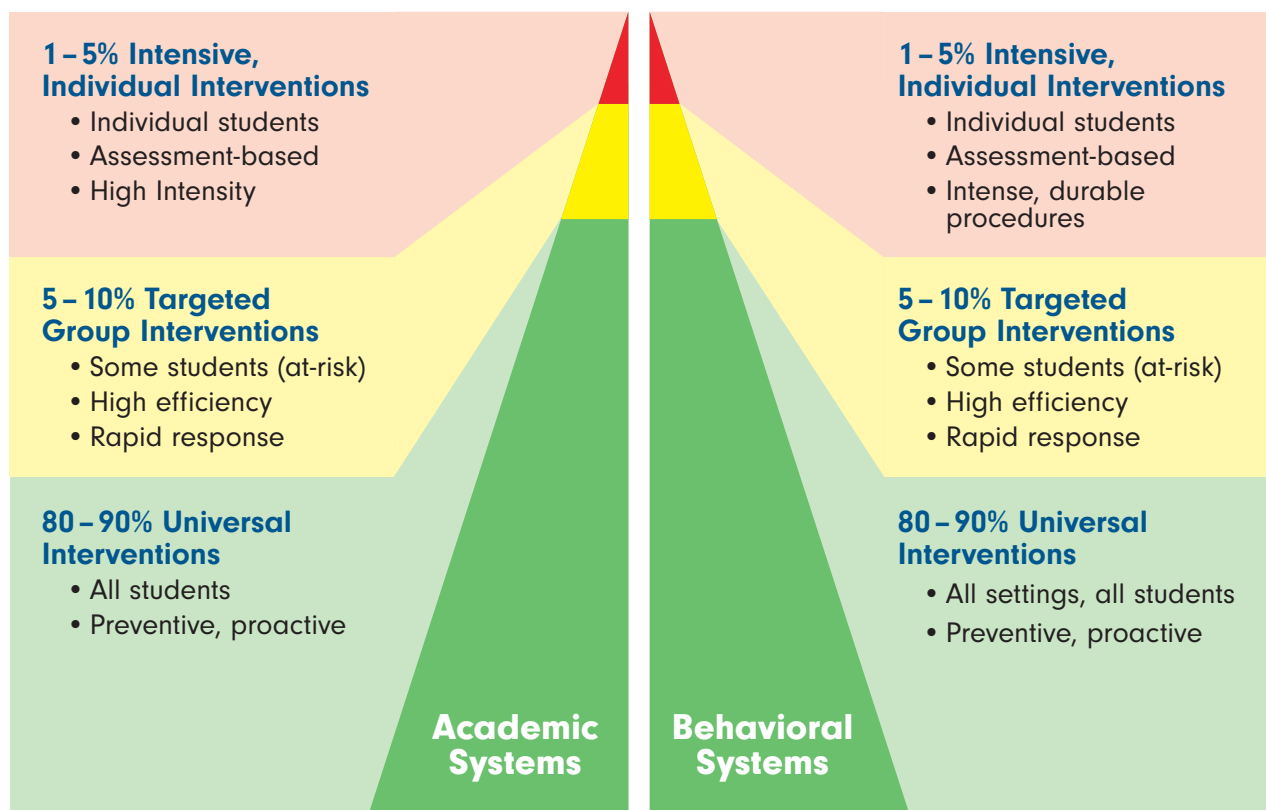 1 – 5% Intensive,
Individual Interventions
• Individual students
• Assessment-based
• High Intensity
5 – 10% Targeted
Group Interventions
• Some students (at-risk)
• High efficiency
• Rapid response
80 – 90% Universal
Interventions
• All students
• Preventive, proactive
Academic
Systems
1 – 5% Intensive,
Individual Interventions
• Individual students
• Assessment-based
• Intense, durable
procedures
5 – 10% Targeted
Group Interventions
• Some students (at-risk)
• High efficiency
• Rapid response
80 – 90% Universal
Interventions
• All settings, all students
• Preventive, proactive
Behavioral
Systems